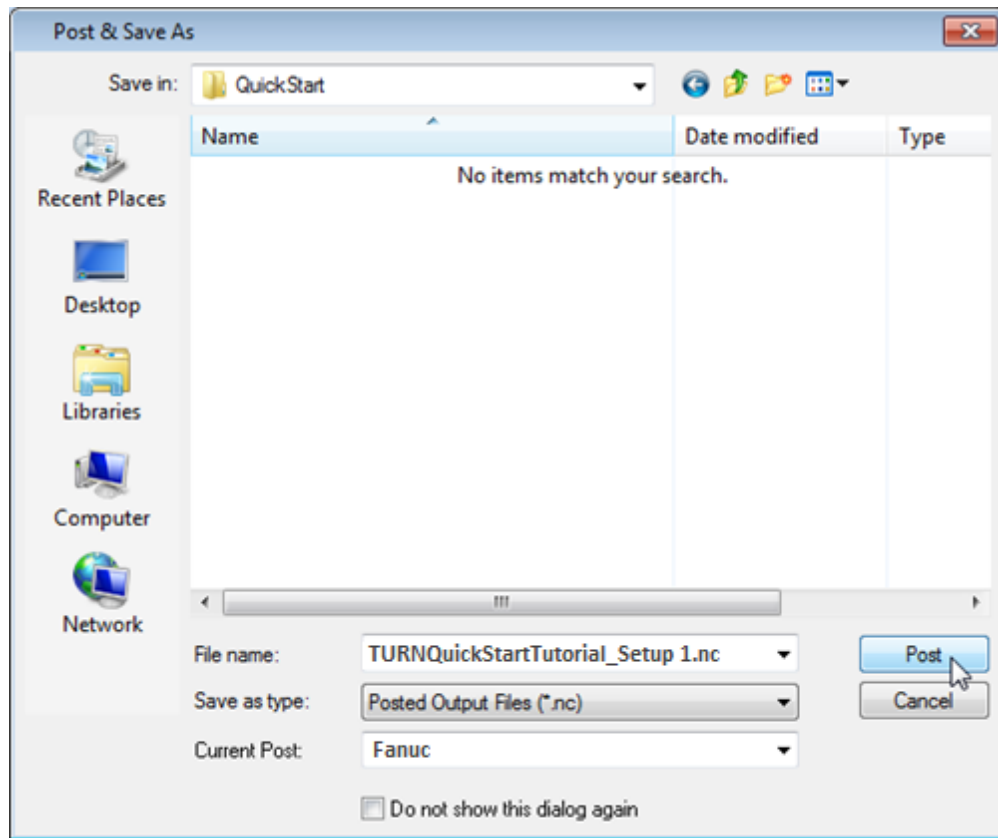 Post & Save As
Save in: QuickStart
Name Date modified Type
No items match your search.
Recent Places
Desktop
Libraries
Computer
Network
File name: TURNQuickStartTutorial_Setup 1.nc Post
Save as type: Posted Output Files (*.nc) Cancel
Current Post: Fanuc
Do not show this dialog again